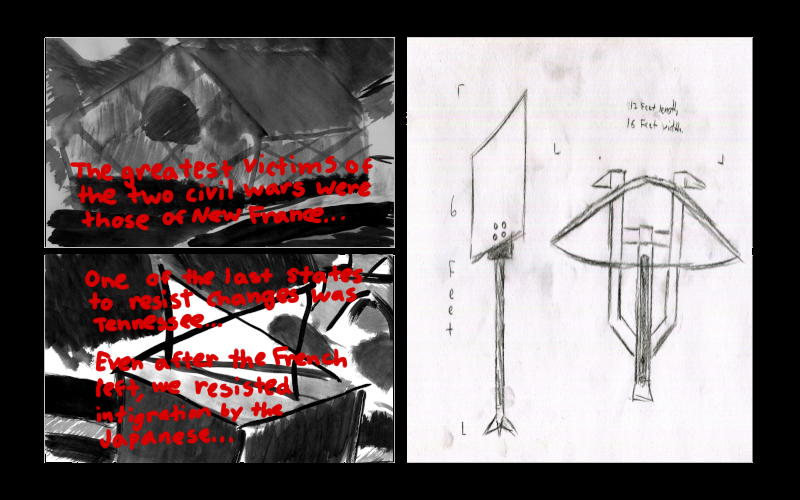 The greatest victims of
the two civil wars were
those of New France...
One of the last states
to resist changes was
Tennessee...
Even after the French
left, we resisted
intigration by the
Japanese...
6
F
e
e
t
12 Feet length,
16 Feet width.